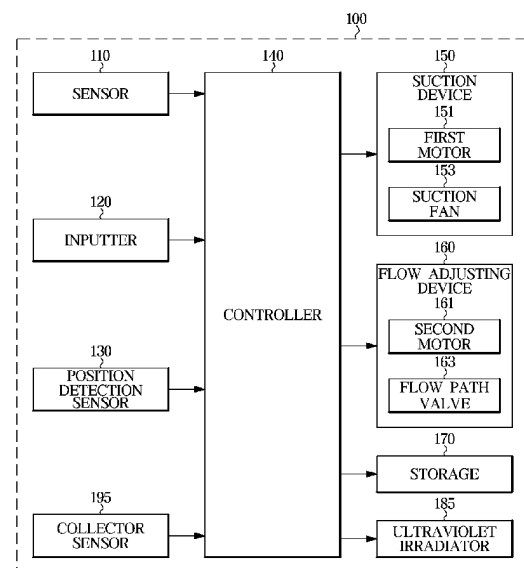 100
110
SENSOR
120
INPUTTER
130
POSITION
DETECTION
SENSOR
195
COLLECTOR
SENSOR
140
CONTROLLER
150
SUCTION
DEVICE
151
FIRST
MOTOR
153
SUCTION
FAN
160
FLOW ADJUSTING
DEVICE
161
SECOND
MOTOR
163
FLOW PATH
VALVE
170
STORAGE
185
ULTRAVIOLET
IRRADIATOR